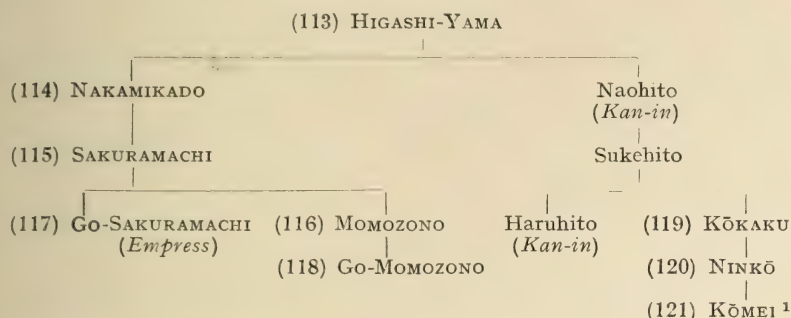 (113) HIGASHI-YAMA
(114) NAKAMIKADO Naohito
(Kan-in)
(115) SAKURAMACHI Sukehito
(117) GO-SAKURAMACHI (116) MOMOZONO Haruhito (119) KŌKAKU
(Empress) (118) GO-MOMOZONO (Kan-in) (120) NINKŌ
(121) KŌMEI 1